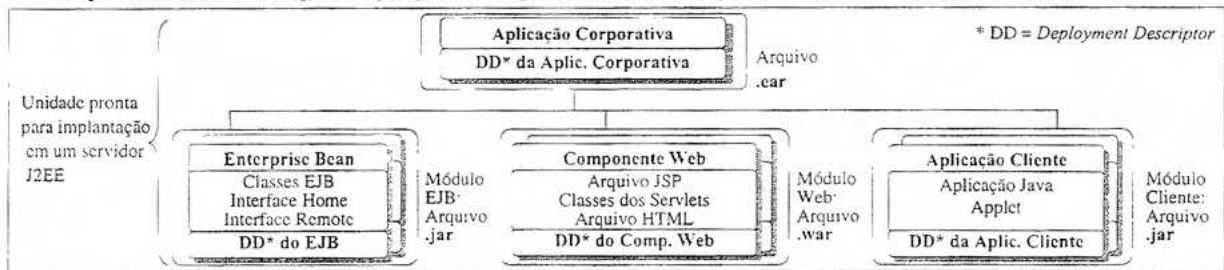 Aplicação Corporativa
DD* da Aplic. Corporativa
Arquivo
.ear
* DD = Deployment Descriptor
Unidade pronta
para implantação
em um servidor
J2EE
Enterprise Bean
Classes EJB
Interface Home
Interface Remote
DD* do EJB
Módulo
EJB:
Arquivo
.jar
Componente Web
Arquivo JSP
Classes dos Servlets
Arquivo HTML
DD* do Comp. Web
Módulo
Web:
Arquivo
.war
Aplicação Cliente
Aplicação Java
Applet
DD* da Aplic. Cliente
Módulo
Cliente:
Arquivo
.jar